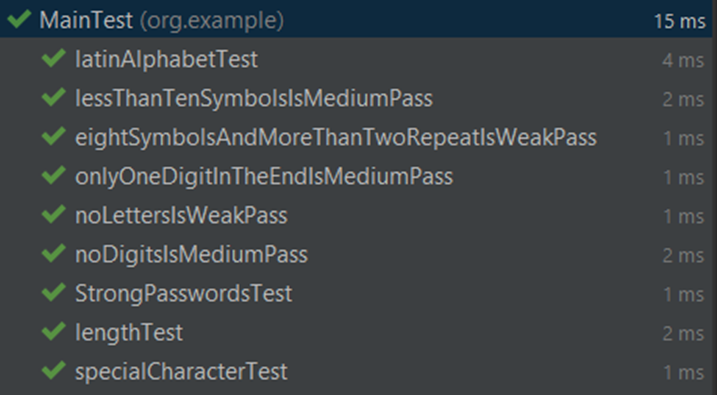 MainTest (org.example) 15 ms
latinAlphabetTest 4 ms
lessThanTenSymbolsIsMediumPass 2 ms
eightSymbolsAndMoreThanTwoRepeatIsWeakPass 1 ms
onlyOneDigitInTheEndIsMediumPass 1 ms
noLettersIsWeakPass 1 ms
noDigitsIsMediumPass 2 ms
StrongPasswordsTest 1 ms
lengthTest 2 ms
specialCharacterTest 1 ms